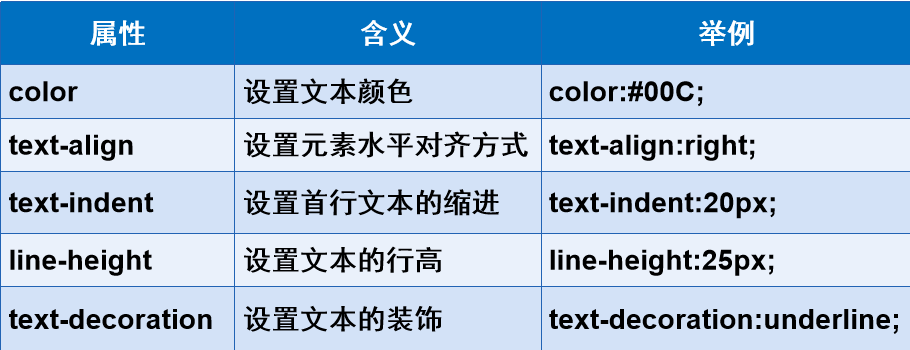 属性 含义 举例
color 设置文本颜色 color:#00C;
text-align 设置元素水平对齐方式 text-align:right;
text-indent 设置首行文本的缩进 text-indent:20px;
line-height 设置文本的行高 line-height:25px;
text-decoration 设置文本的装饰 text-decoration:underline;